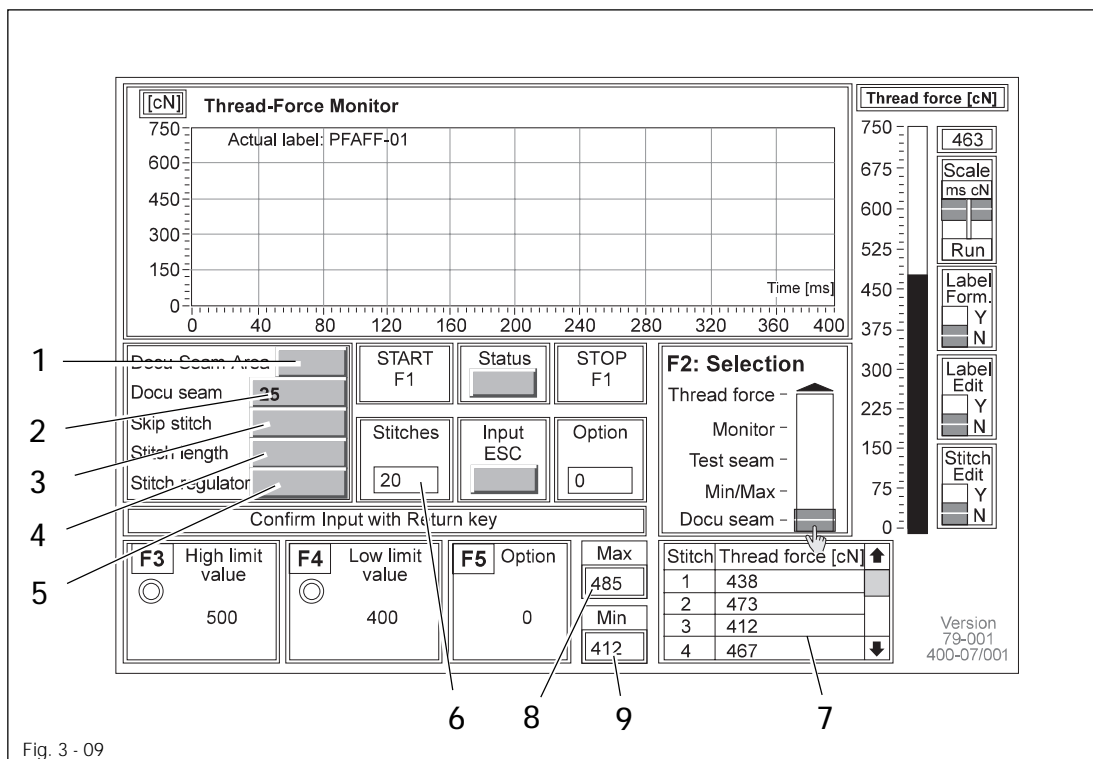 [cN] Thread-Force Monitor
Actual label: PFAFF-01
750
600
450
300
150
0
0 40 80 120 160 200 240 280 320 360 400
Time [ms]
Thread force [cN]
750
675
600
525
450
375
300
225
150
75
0
463
Scale
ms cN
Run
Label
Form.
Y
N
Label
Edit
Y
N
Stitch
Edit
Y
N
Docu Seam Area
Docu seam 25
Skip stitch
Stitch length
Stitch regulator
START
F1
Status
STOP
F1
Stitches
20
Input
ESC
Option
0
Confirm Input with Return key
F2: Selection
Thread force
Monitor
Test seam
Min/Max
Docu seam
F3 High limit
value
500
F4 Low limit
value
400
F5 Option
0
Max
485
Min
412
Stitch Thread force [cN]
1 438
2 473
3 412
4 467
Version
79-001
400-07/001
1
2
3
4
5
6
8
9
7
Fig. 3 - 09